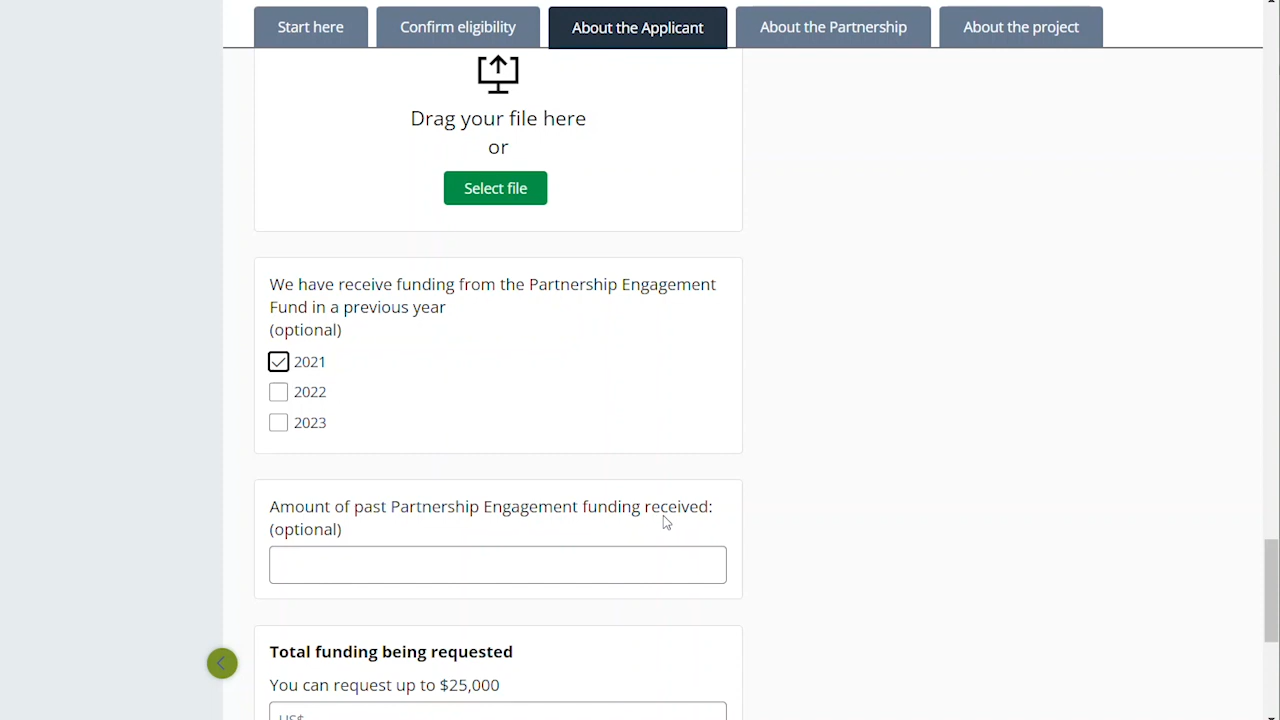 Start here
Confirm eligibility
About the Applicant
About the Partnership
About the project
Drag your file here
or
Select file
We have receive funding from the Partnership Engagement
Fund in a previous year
(optional)
2021
2022
2023
Amount of past Partnership Engagement funding received:
(optional)
Total funding being requested
You can request up to $25,000
US$